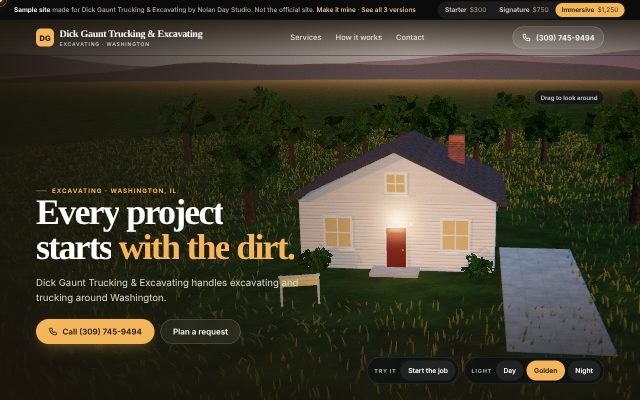 Sample site made for Dick Gaunt Trucking & Excavating by Nolan Day Studio. Not the official site. Make it mine · See all 3 versions
Starter $300 Signature $750 Immersive $1,250
DG Dick Gaunt Trucking & Excavating
EXCAVATING · WASHINGTON
Services How it works Contact
(309) 745-9494
Drag to look around
EXCAVATING · WASHINGTON, IL
Every project
starts with the dirt.
Dick Gaunt Trucking & Excavating handles excavating and
trucking around Washington.
Call (309) 745-9494 Plan a request
TRY IT Start the job LIGHT Day Golden Night